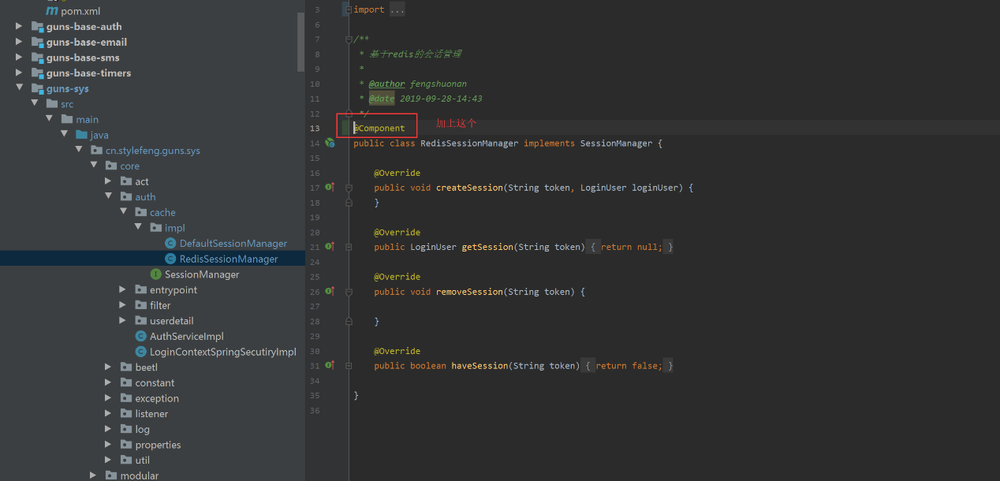 pom.xml
guns-base-auth
guns-base-email
guns-base-sms
guns-base-timers
guns-sys
src
main
java
cn.stylefeng.guns.sys
core
act
auth
cache
impl
DefaultSessionManager
RedisSessionManager
SessionManager
entrypoint
filter
userdetail
AuthServiceImpl
LoginContextSpringSecutiryImpl
beetl
constant
exception
listener
log
properties
util
modular
3 import ...
6
7 /**
8 * 基于redis的会话管理
9 *
10 * @author fengshuonan
11 * @date 2019-09-28-14:43
12 */
13 @Component 加上这个
14 public class RedisSessionManager implements SessionManager {
15
16 @Override
17 public void createSession(String token, LoginUser loginUser) {
18 }
19
20 @Override
21 public LoginUser getSession(String token) { return null; }
24
25 @Override
26 public void removeSession(String token) {
27
28 }
29
30 @Override
31 public boolean haveSession(String token) { return false; }
34
35 }
36